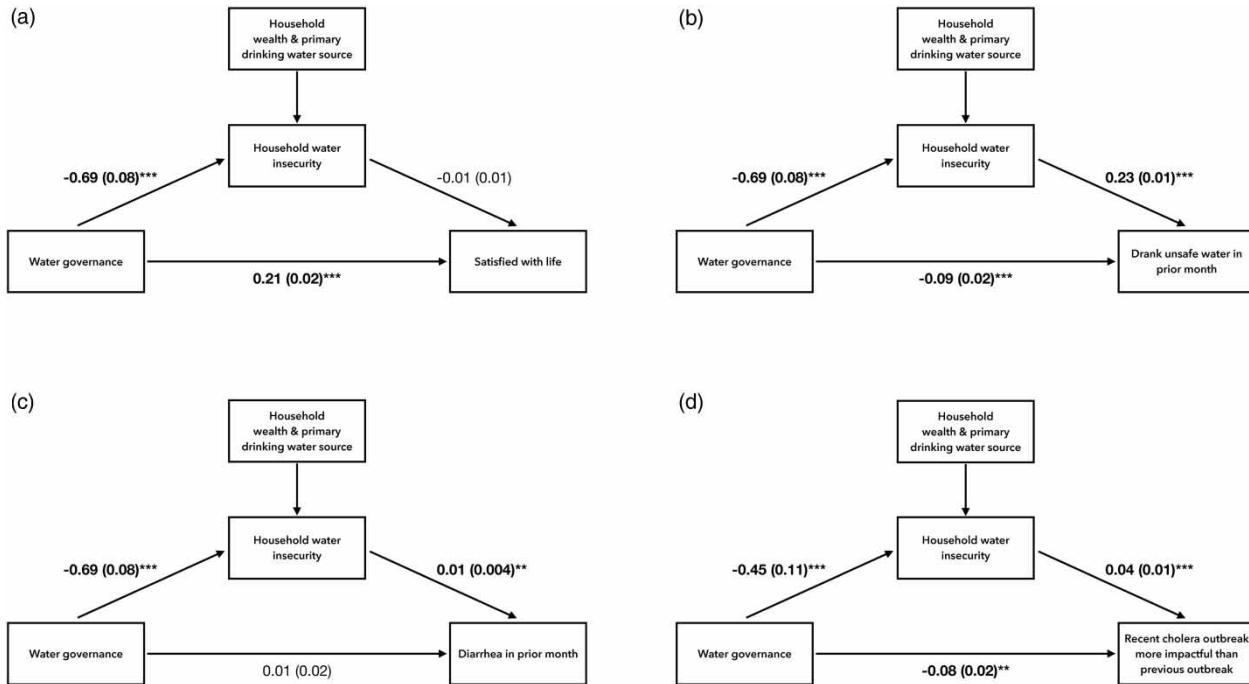 (a)
Household
wealth & primary
drinking water source
Household water
insecurity
-0.69 (0.08)***
-0.01 (0.01)
Water governance
Satisfied with life
0.21 (0.02)***
(b)
Household
wealth & primary
drinking water source
Household water
insecurity
-0.69 (0.08)***
0.23 (0.01)***
Water governance
Drank unsafe water in
prior month
-0.09 (0.02)***
(c)
Household
wealth & primary
drinking water source
Household water
insecurity
-0.69 (0.08)***
0.01 (0.004)**
Water governance
Diarrhea in prior month
0.01 (0.02)
(d)
Household
wealth & primary
drinking water source
Household water
insecurity
-0.45 (0.11)***
0.04 (0.01)***
Water governance
Recent cholera outbreak
more impactful than
previous outbreak
-0.08 (0.02)**